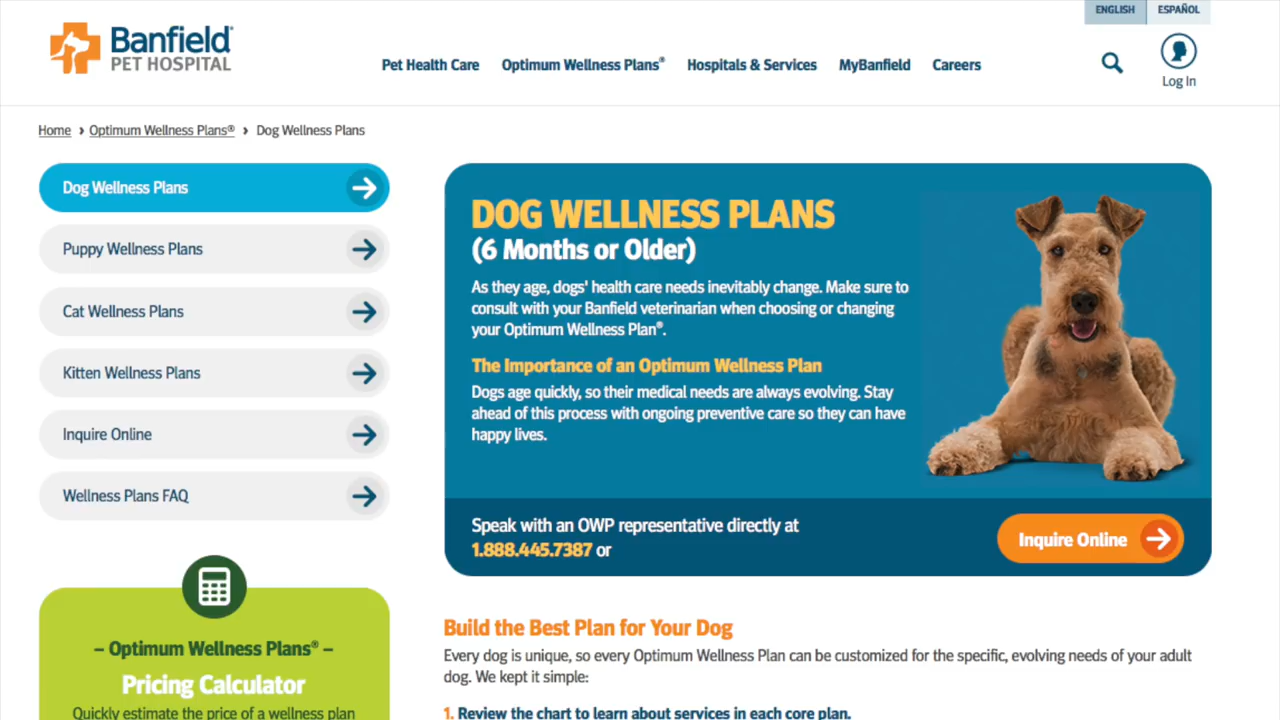 ENGLISH
ESPAÑOL
Banfield®
PET HOSPITAL
Pet Health Care
Optimum Wellness Plans®
Hospitals & Services
MyBanfield
Careers
Log In
Home › Optimum Wellness Plans® › Dog Wellness Plans
Dog Wellness Plans
Puppy Wellness Plans
Cat Wellness Plans
Kitten Wellness Plans
Inquire Online
Wellness Plans FAQ
– Optimum Wellness Plans® –
Pricing Calculator
Quickly estimate the price of a wellness plan
DOG WELLNESS PLANS
(6 Months or Older)
As they age, dogs' health care needs inevitably change. Make sure to
consult with your Banfield veterinarian when choosing or changing
your Optimum Wellness Plan®.
The Importance of an Optimum Wellness Plan
Dogs age quickly, so their medical needs are always evolving. Stay
ahead of this process with ongoing preventive care so they can have
happy lives.
Speak with an OWP representative directly at
1.888.445.7387 or
Inquire Online
Build the Best Plan for Your Dog
Every dog is unique, so every Optimum Wellness Plan can be customized for the specific, evolving needs of your adult
dog. We kept it simple:
1. Review the chart to learn about services in each core plan.